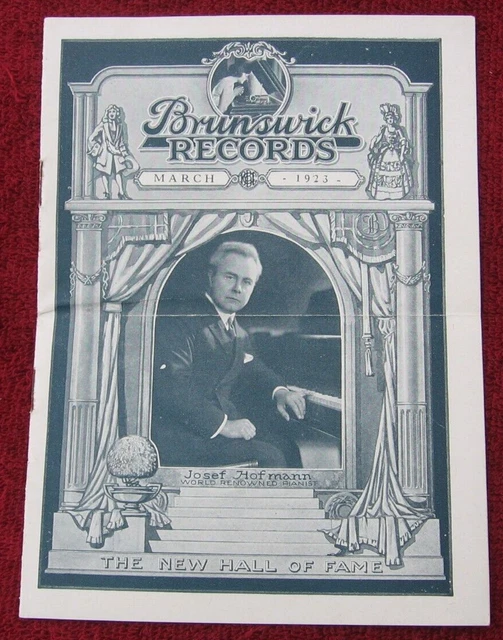 Brunswick
RECORDS
MARCH - 1923 -
Josef Hofmann
WORLD RENOWNED PIANIST
THE NEW HALL OF FAME